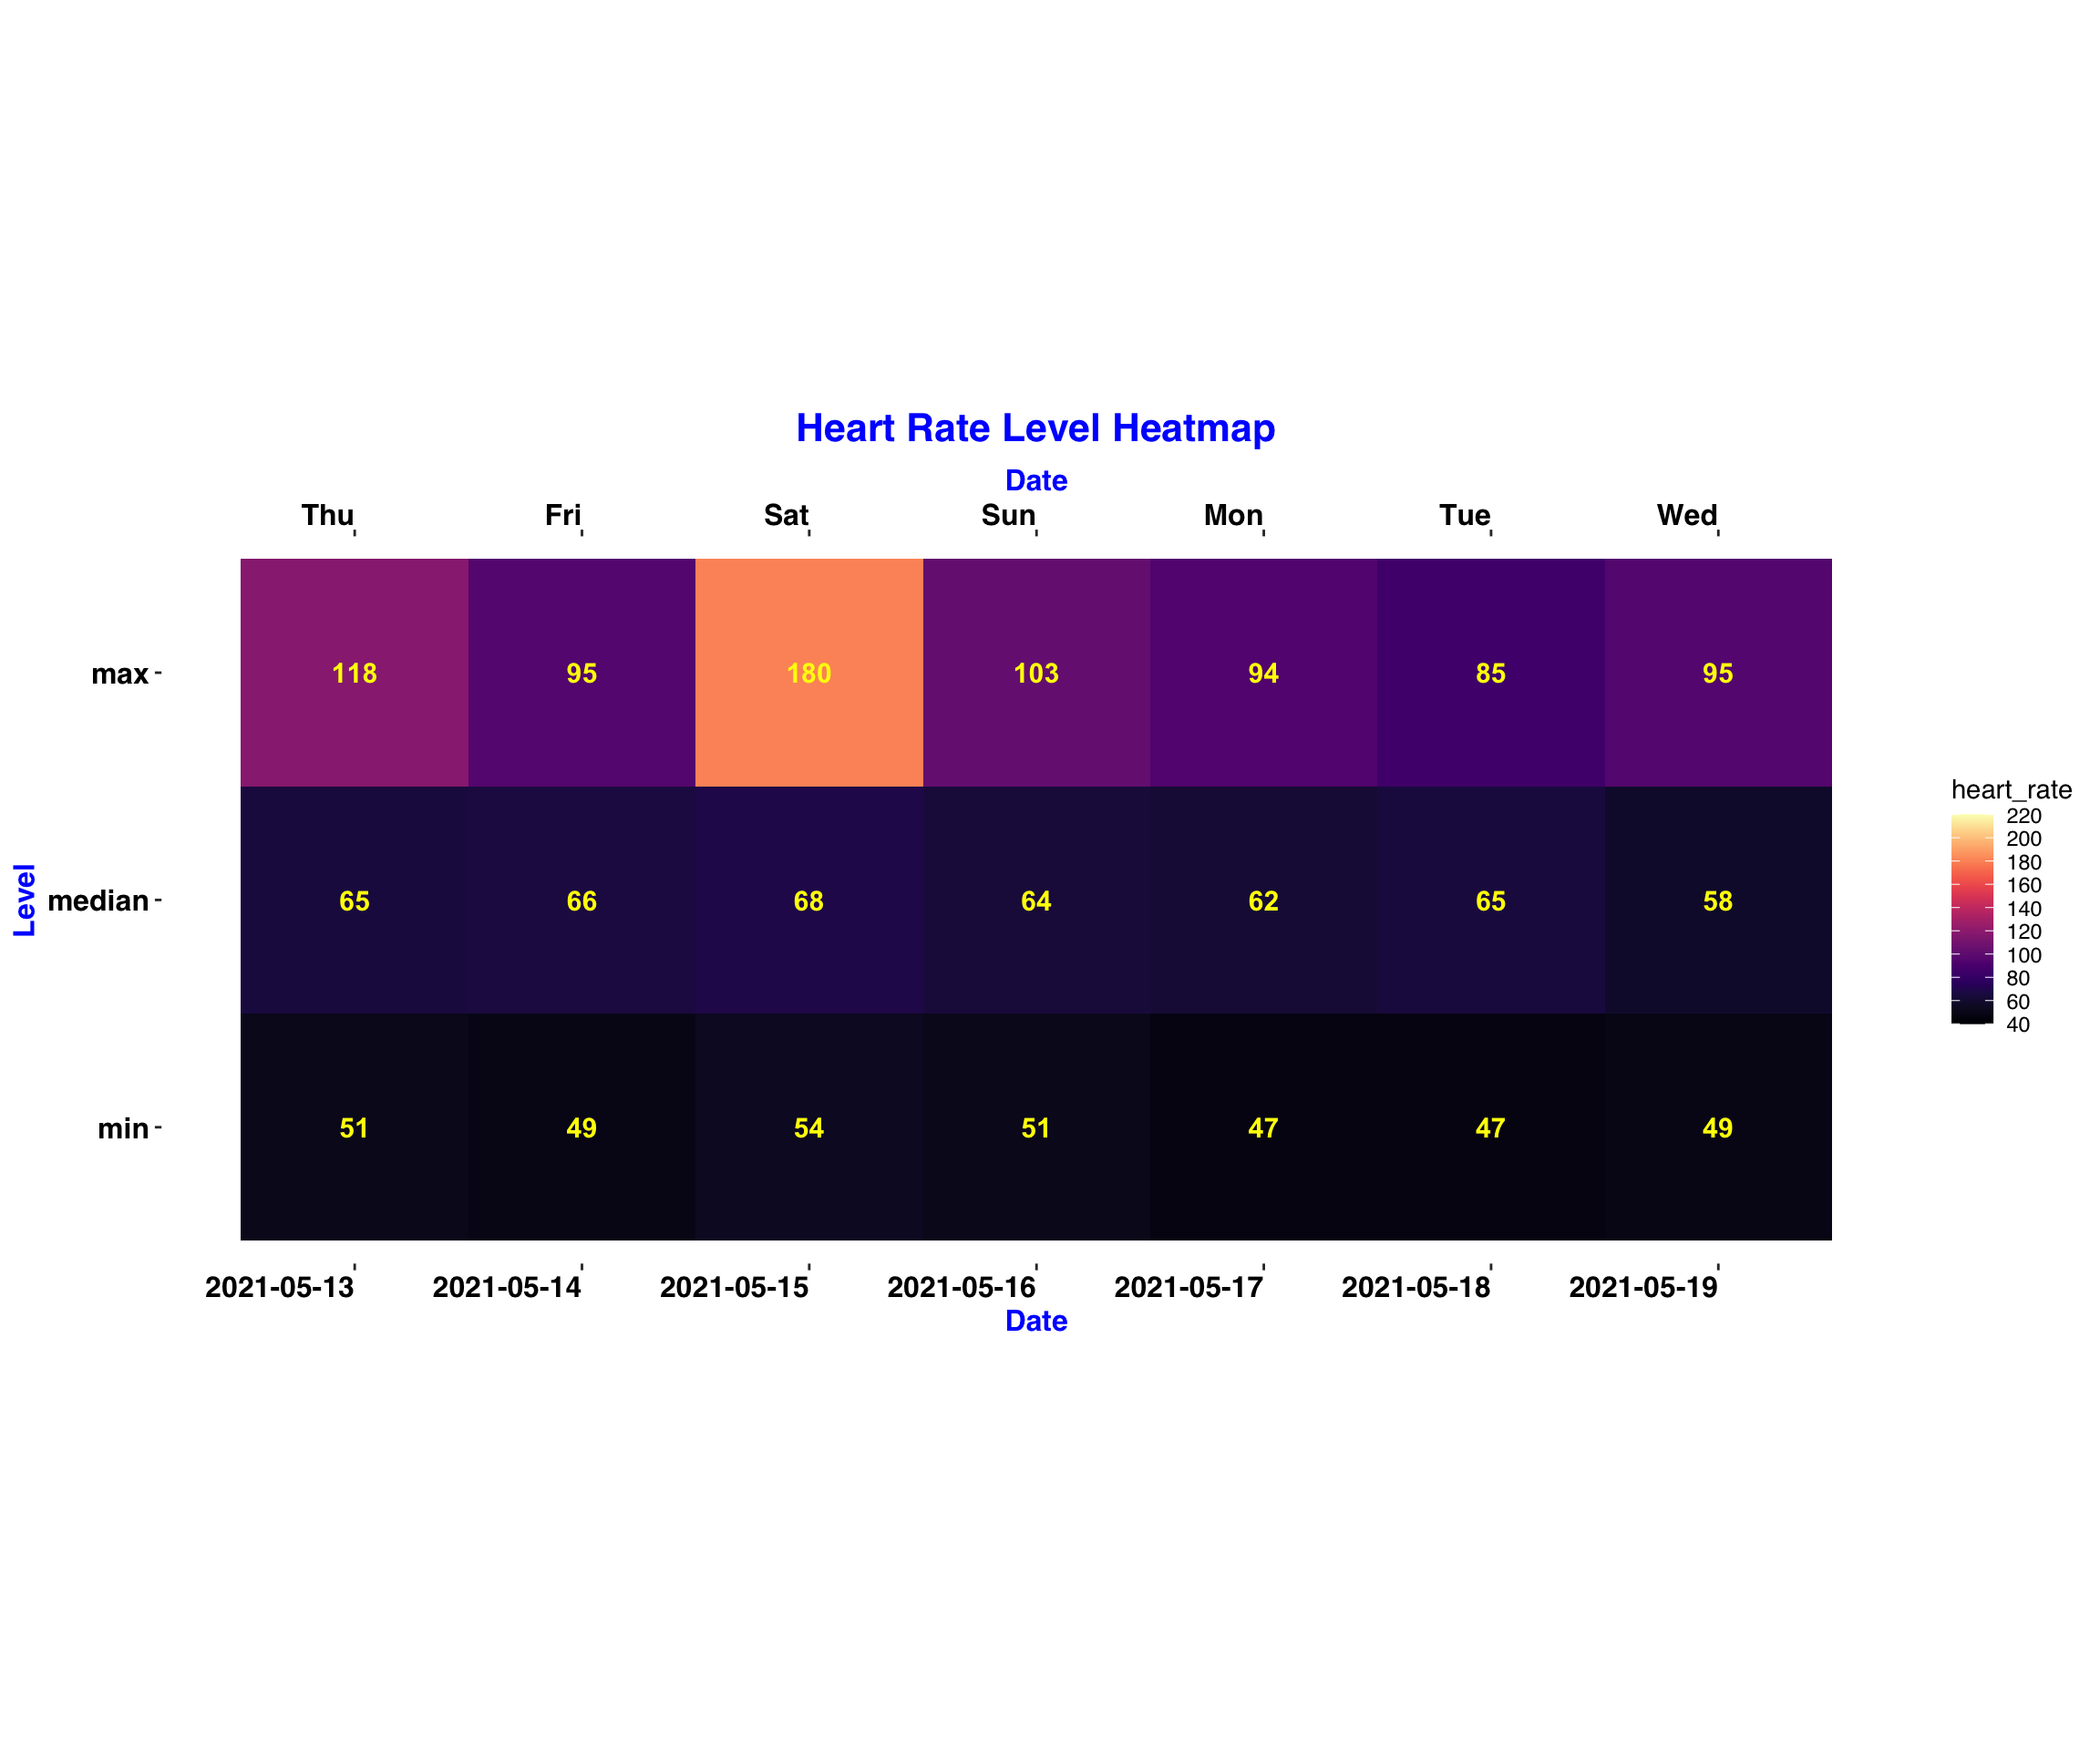 Heart Rate Level Heatmap
Date
Thu Fri Sat Sun Mon Tue Wed
max 118 95 180 103 94 85 95
Level
median 65 66 68 64 62 65 58
min 51 49 54 51 47 47 49
2021-05-13 2021-05-14 2021-05-15 2021-05-16 2021-05-17 2021-05-18 2021-05-19
Date
heart_rate
220
200
180
160
140
120
100
80
60
40